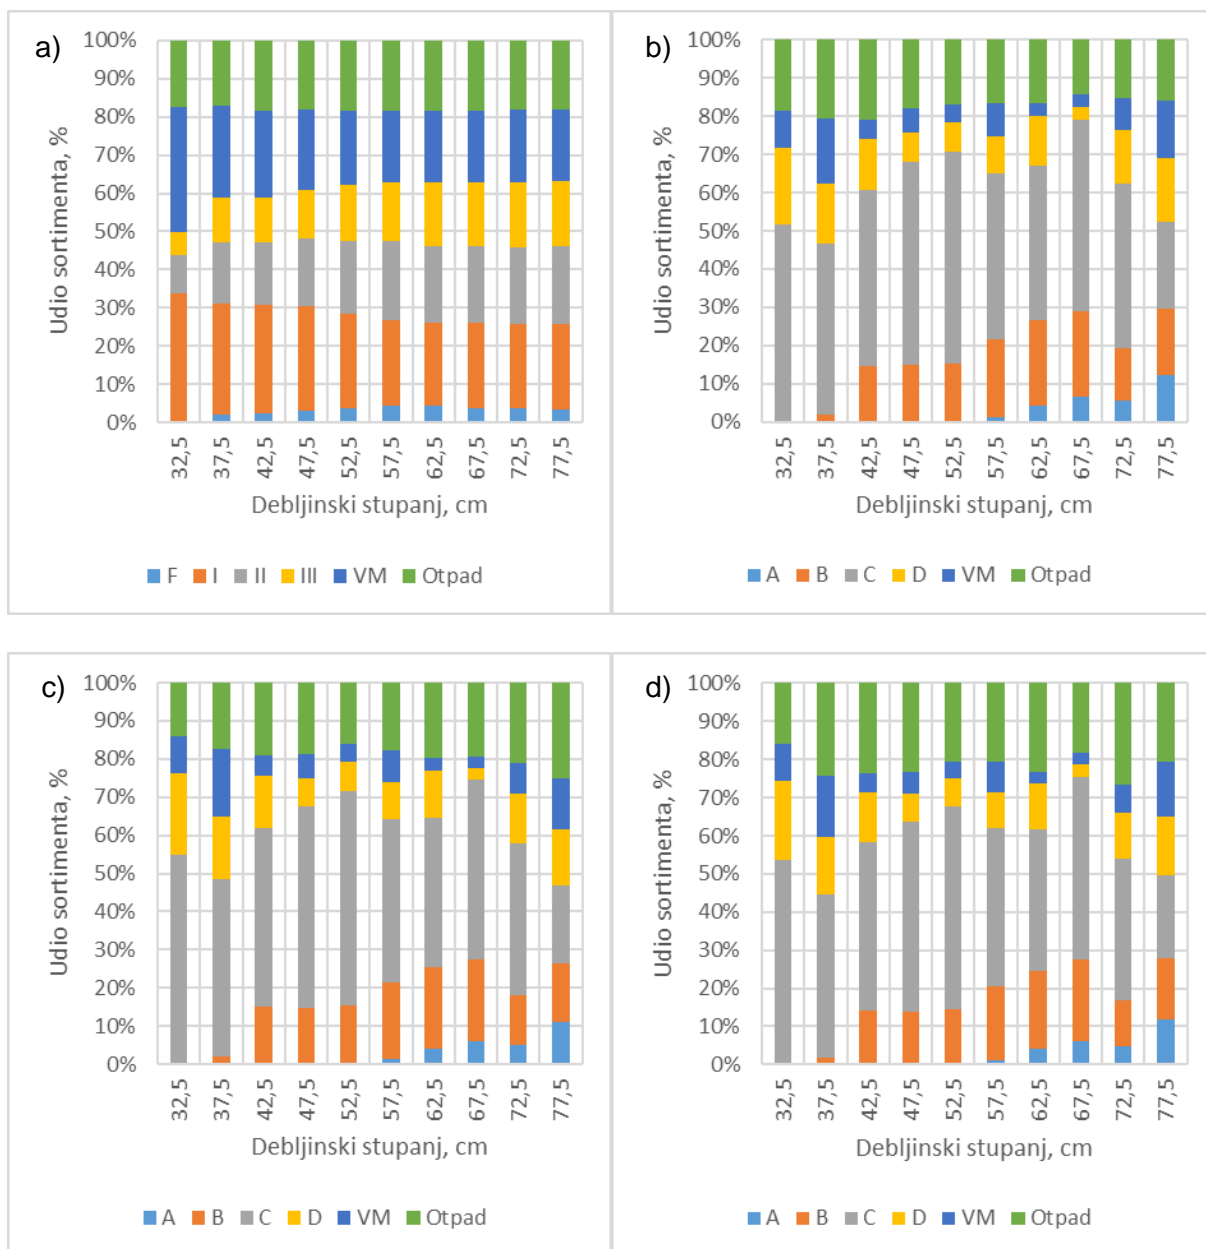 a)
100%
90%
80%
70%
60%
50%
40%
30%
20%
10%
0%
Udio sortimenta, %
32,5 37,5 42,5 47,5 52,5 57,5 62,5 67,5 72,5 77,5
Debljinski stupanj, cm
F I II III VM Otpad
b)
100%
90%
80%
70%
60%
50%
40%
30%
20%
10%
0%
Udio sortimenta, %
32,5 37,5 42,5 47,5 52,5 57,5 62,5 67,5 72,5 77,5
Debljinski stupanj, cm
A B C D VM Otpad
c)
100%
90%
80%
70%
60%
50%
40%
30%
20%
10%
0%
Udio sortimenta, %
32,5 37,5 42,5 47,5 52,5 57,5 62,5 67,5 72,5 77,5
Debljinski stupanj, cm
A B C D VM Otpad
d)
100%
90%
80%
70%
60%
50%
40%
30%
20%
10%
0%
Udio sortimenta, %
32,5 37,5 42,5 47,5 52,5 57,5 62,5 67,5 72,5 77,5
Debljinski stupanj, cm
A B C D VM Otpad